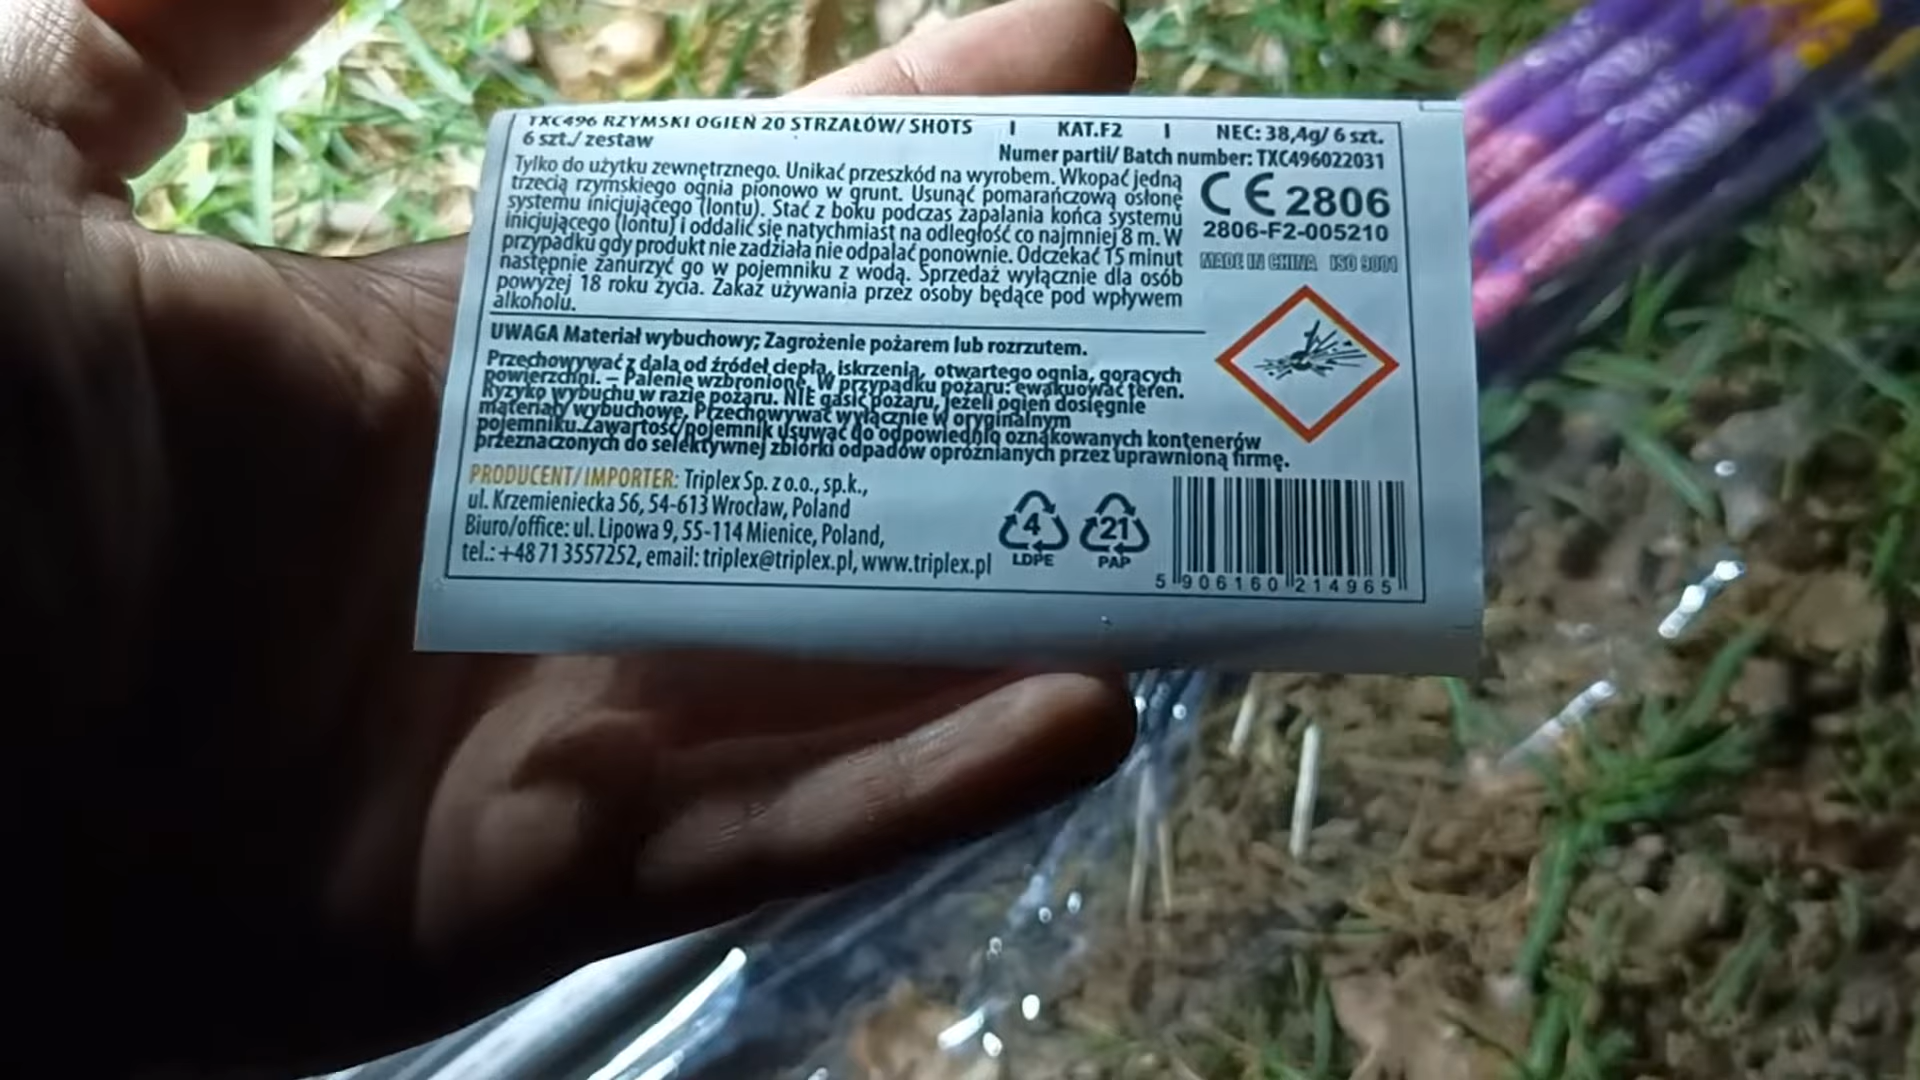 TXC496 RZYMSKI OGIEŃ 20 STRZAŁÓW/ SHOTS | KAT.F2 | NEC: 38,4g/ 6 szt.
6 szt./ zestaw
Numer partii/ Batch number: TXC496022031
Tylko do użytku zewnętrznego. Unikać przeszkód na wyrobem. Wkopać jedną
trzecią rzymskiego ognia pionowo w grunt. Usunąć pomarańczową osłonę
systemu inicjującego (lontu). Stać z boku podczas zapalania końca systemu
inicjującego (lontu) i oddalić się natychmiast na odległość co najmniej 8 m. W
przypadku gdy produkt nie zadziała nie odpalać ponownie. Odczekać 15 minut
następnie zanurzyć go w pojemniku z wodą. Sprzedaż wyłącznie dla osób
powyżej 18 roku życia. Zakaz używania przez osoby będące pod wpływem
alkoholu.
CE 2806
2806-F2-005210
MADE IN CHINA ISO 9001
UWAGA Materiał wybuchowy; Zagrożenie pożarem lub rozrzutem.
Przechowywać z dala od źródeł ciepła, iskrzenia, otwartego ognia, gorących
powierzchni. – Palenie wzbronione. W przypadku pożaru: ewakuować teren.
Ryzyko wybuchu w razie pożaru. NIE gasić pożaru, jeżeli ogień dosięgnie
materiały wybuchowe. Przechowywać wyłącznie w oryginalnym
pojemniku.Zawartość/pojemnik usuwać do odpowiednio oznakowanych kontenerów
przeznaczonych do selektywnej zbiórki odpadów opróżnianych przez uprawnioną firmę.
PRODUCENT/IMPORTER: Triplex Sp. z o.o., sp.k.,
ul. Krzemieniecka 56, 54-613 Wrocław, Poland
Biuro/office: ul. Lipowa 9, 55-114 Mienice, Poland,
tel.: +48 71 3557252, email: triplex@triplex.pl, www.triplex.pl
4
LDPE
21
PAP
5 906160 214965